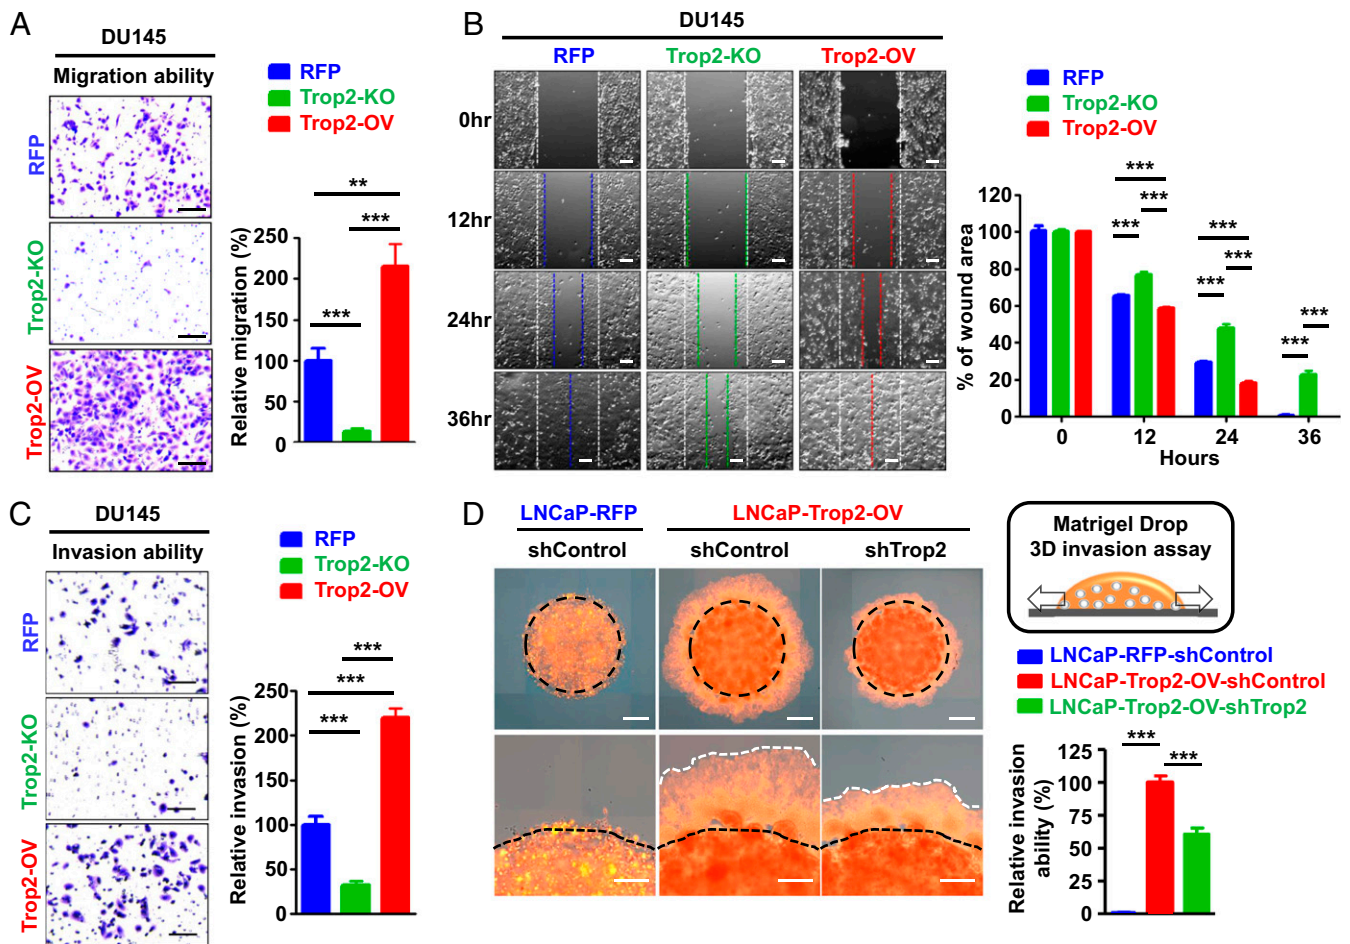 A
DU145
Migration ability
RFP
Trop2-KO
Trop2-OV
RFP
Trop2-KO
Trop2-OV
Relative migration (%)
250
200
150
100
50
0
**
***
***
B
DU145
RFP
Trop2-KO
Trop2-OV
0hr
12hr
24hr
36hr
RFP
Trop2-KO
Trop2-OV
% of wound area
120
100
80
60
40
20
0
***
***
***
***
***
***
***
***
0
12
24
36
Hours
C
DU145
Invasion ability
RFP
Trop2-KO
Trop2-OV
RFP
Trop2-KO
Trop2-OV
Relative invasion (%)
250
200
150
100
50
0
***
***
***
D
LNCaP-RFP
LNCaP-Trop2-OV
shControl
shControl
shTrop2
Matrigel Drop
3D invasion assay
LNCaP-RFP-shControl
LNCaP-Trop2-OV-shControl
LNCaP-Trop2-OV-shTrop2
Relative invasion
ability (%)
125
100
75
50
25
0
***
***